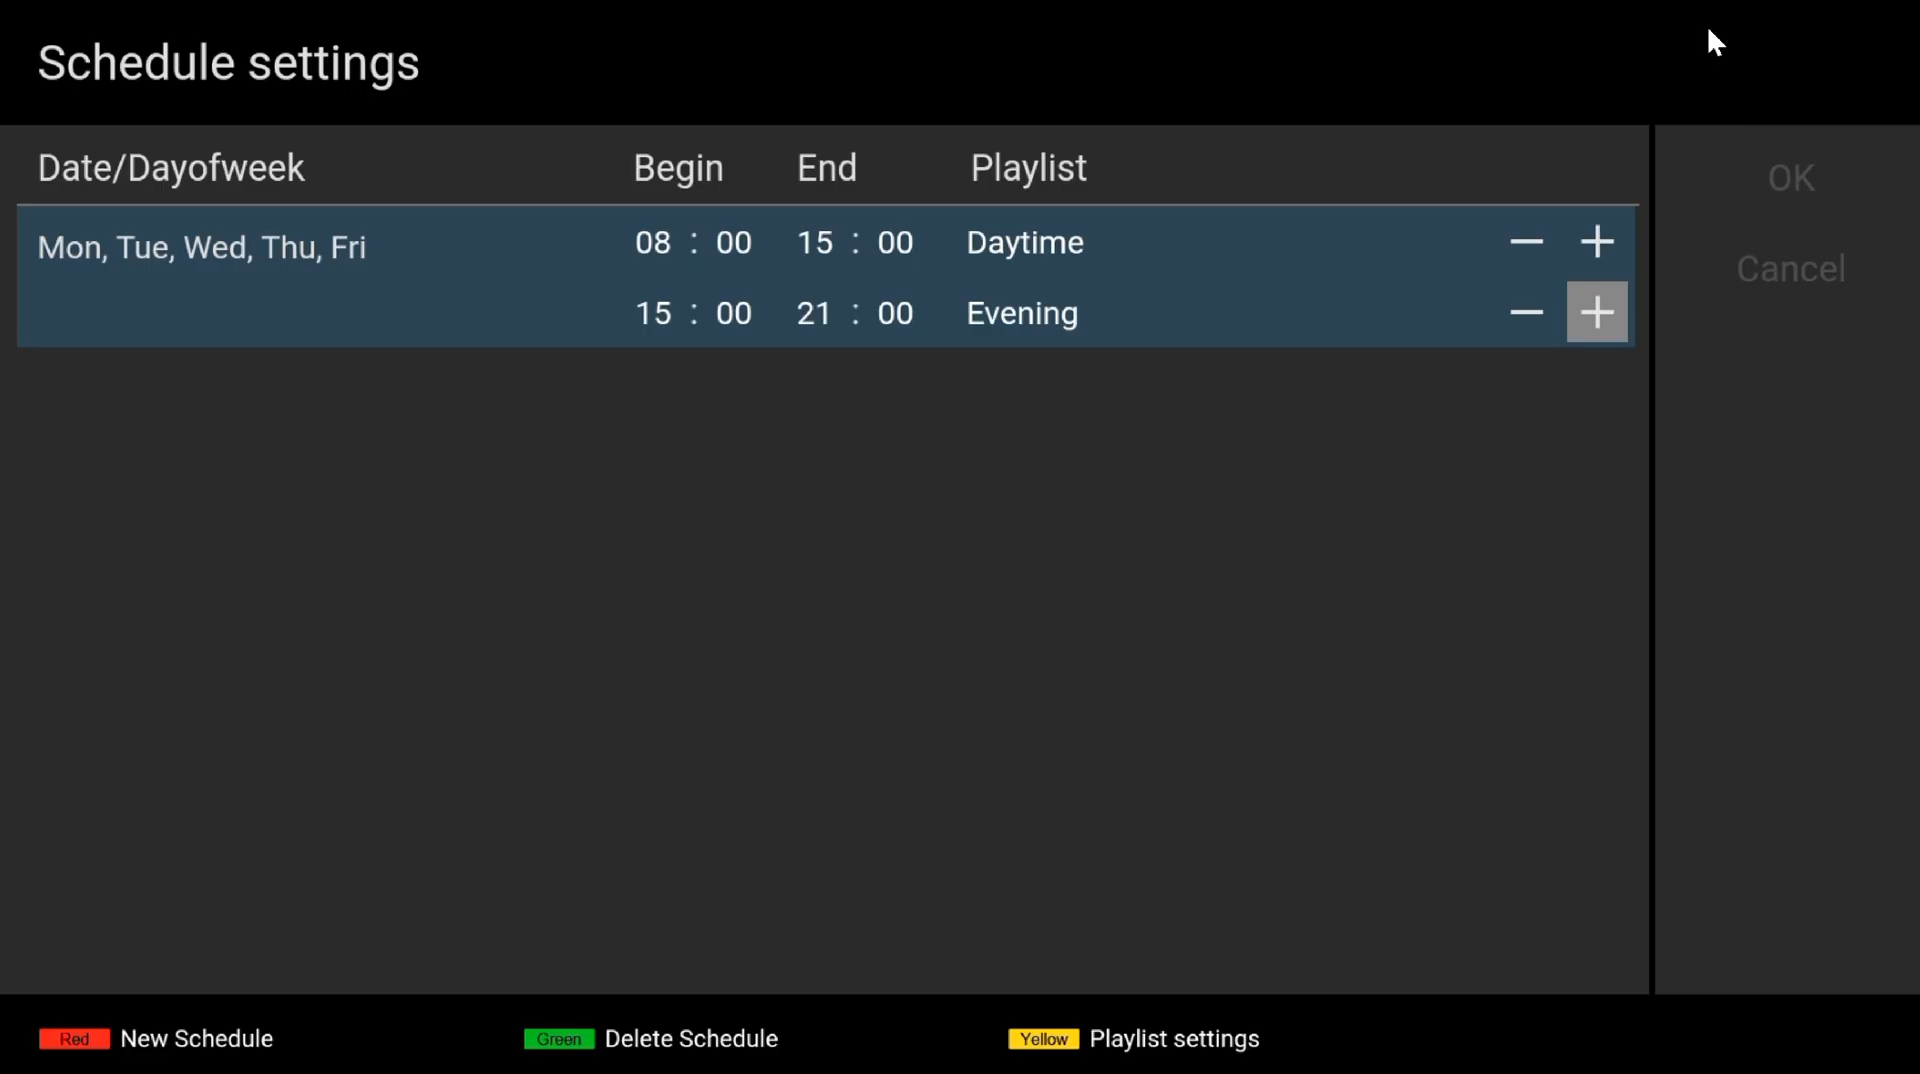 Schedule settings
Date/Dayofweek Begin End Playlist
Mon, Tue, Wed, Thu, Fri 08 : 00 15 : 00 Daytime − +
15 : 00 21 : 00 Evening − +
OK
Cancel
Red New Schedule Green Delete Schedule Yellow Playlist settings